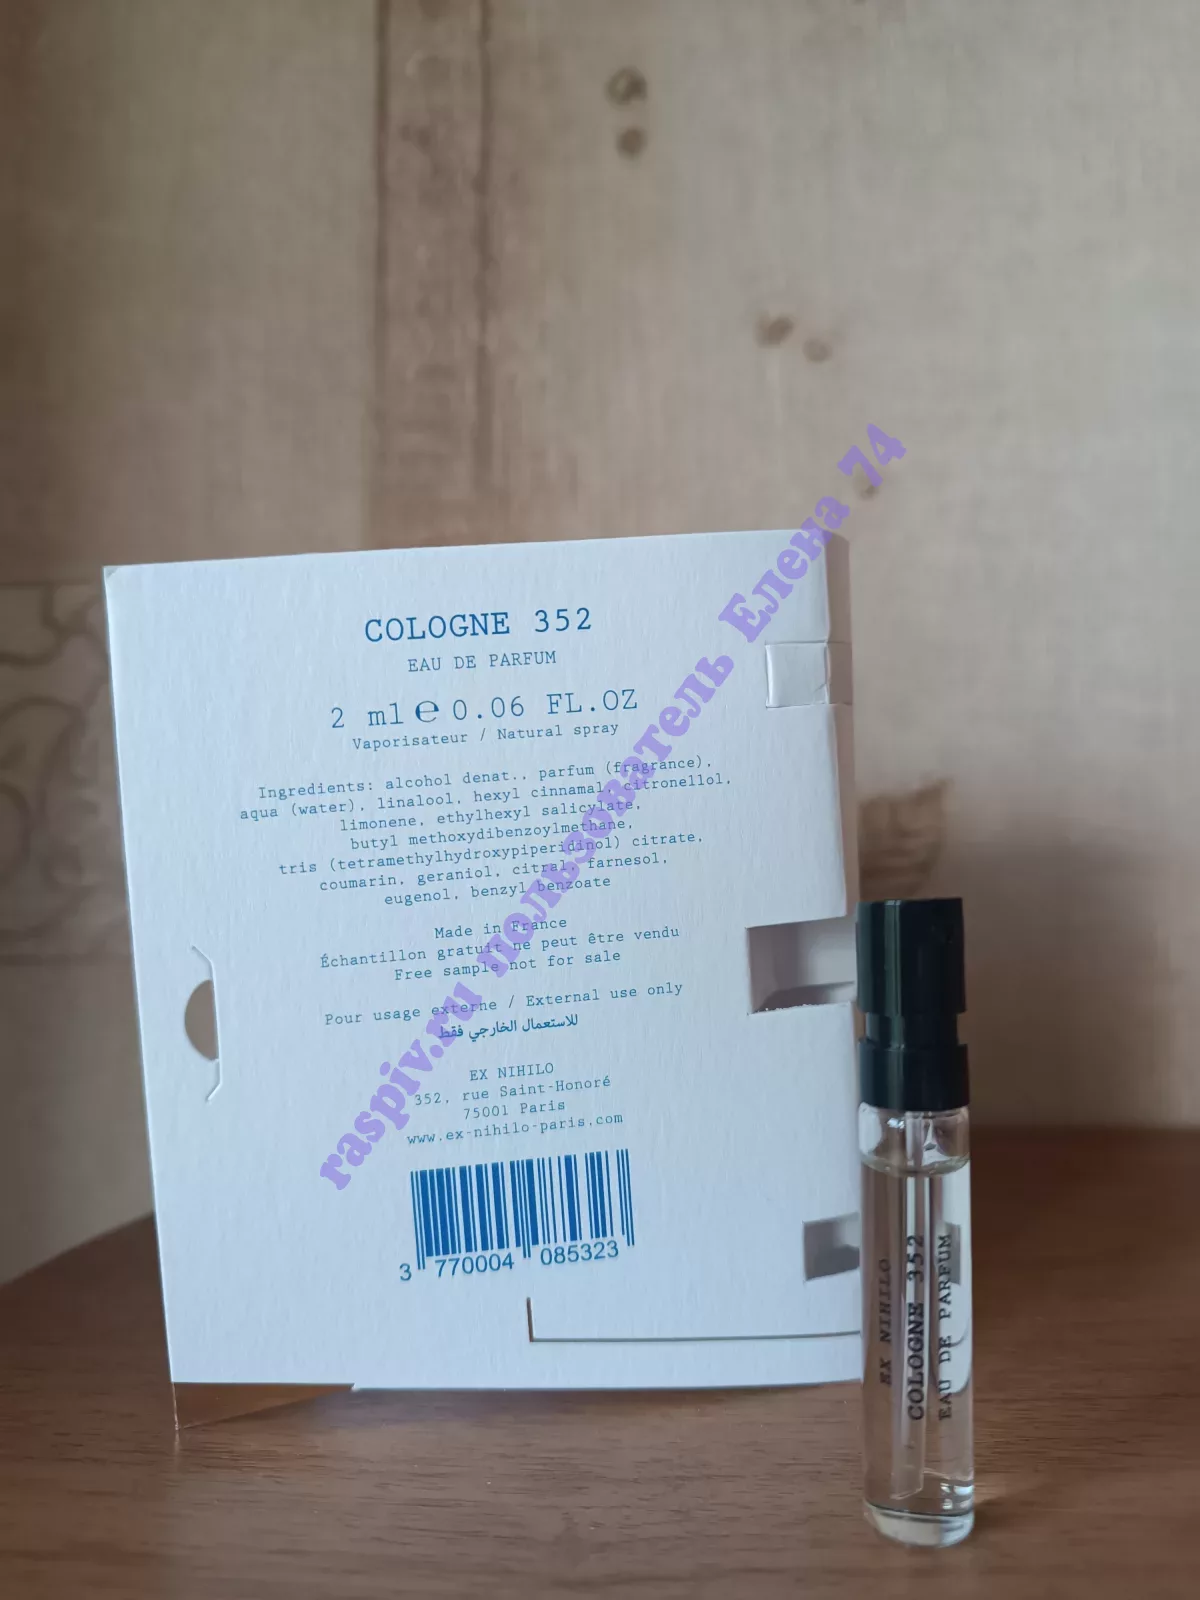 COLOGNE 352
EAU DE PARFUM
2 ml ℮ 0.06 FL.OZ
Vaporisateur / Natural spray
Ingredients: alcohol denat., parfum (fragrance),
aqua (water), linalool, hexyl cinnamal, citronellol,
limonene, ethylhexyl salicylate,
butyl methoxydibenzoylmethane,
tris (tetramethylhydroxypiperidinol) citrate,
coumarin, geraniol, citral, farnesol,
eugenol, benzyl benzoate
Made in France
Échantillon gratuit ne peut être vendu
Free sample not for sale
Pour usage externe / External use only
للاستعمال الخارجي فقط
EX NIHILO
352, rue Saint-Honoré
75001 Paris
www.ex-nihilo-paris.com
3 770004 085323
EX NIHILO
COLOGNE 352
EAU DE PARFUM
raspiv.ru пользователь Елена 74